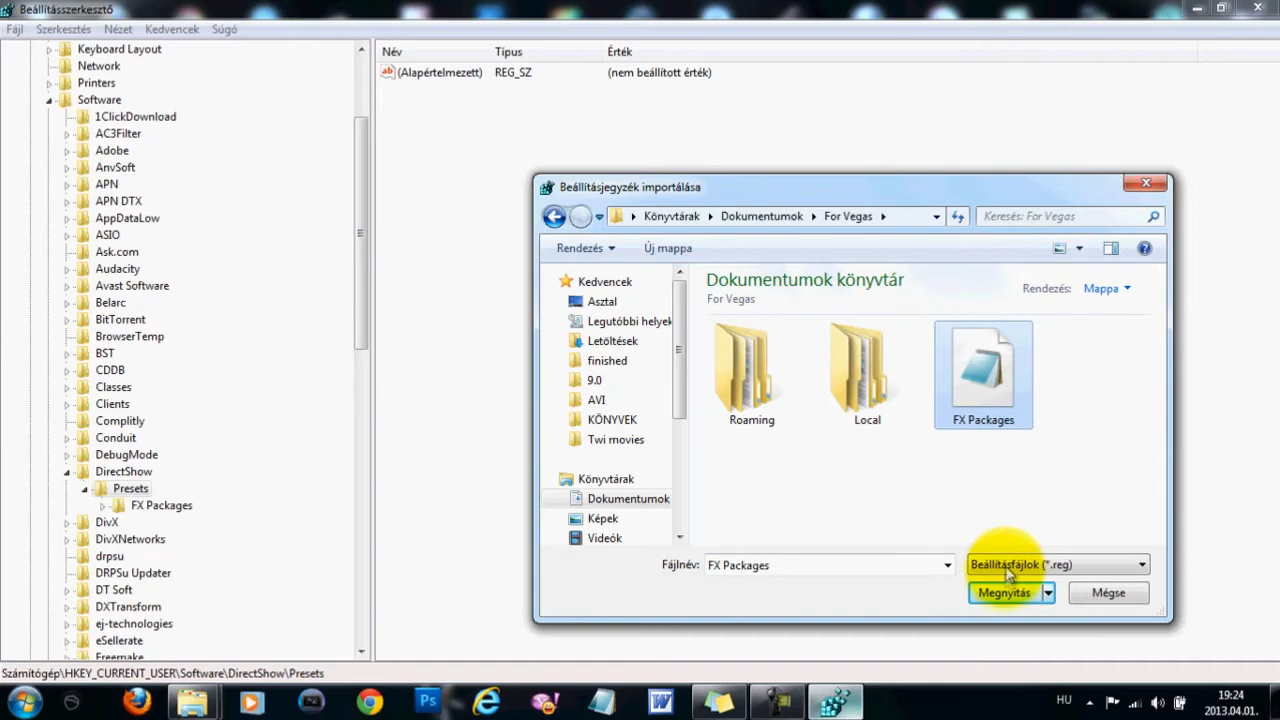 Beállításszerkesztő
Fájl Szerkesztés Nézet Kedvencek Súgó
Keyboard Layout
Network
Printers
Software
1ClickDownload
AC3Filter
Adobe
AnvSoft
APN
APN DTX
AppDataLow
ASIO
Ask.com
Audacity
Avast Software
Belarc
BitTorrent
BrowserTemp
BST
CDDB
Classes
Clients
Complitly
Conduit
DebugMode
DirectShow
Presets
FX Packages
DivX
DivXNetworks
drpsu
DRPSu Updater
DT Soft
DXTransform
ej-technologies
eSellerate
Freemake
Név Típus Érték
ab (Alapértelmezett) REG_SZ (nem beállított érték)
Beállításjegyzék importálása
Könyvtárak Dokumentumok For Vegas
Keresés: For Vegas
Rendezés Új mappa
Kedvencek
Asztal
Legutóbbi helyek
Letöltések
finished
9.0
AVI
KÖNYVEK
Twi movies
Könyvtárak
Dokumentumok
Képek
Videók
Dokumentumok könyvtár
For Vegas
Rendezés: Mappa
Roaming
Local
FX Packages
Fájlnév: FX Packages
Beállításfájlok (*.reg)
Megnyitás Mégse
Számítógép\HKEY_CURRENT_USER\Software\DirectShow\Presets
Ps
W
HU
19:24
2013.04.01.